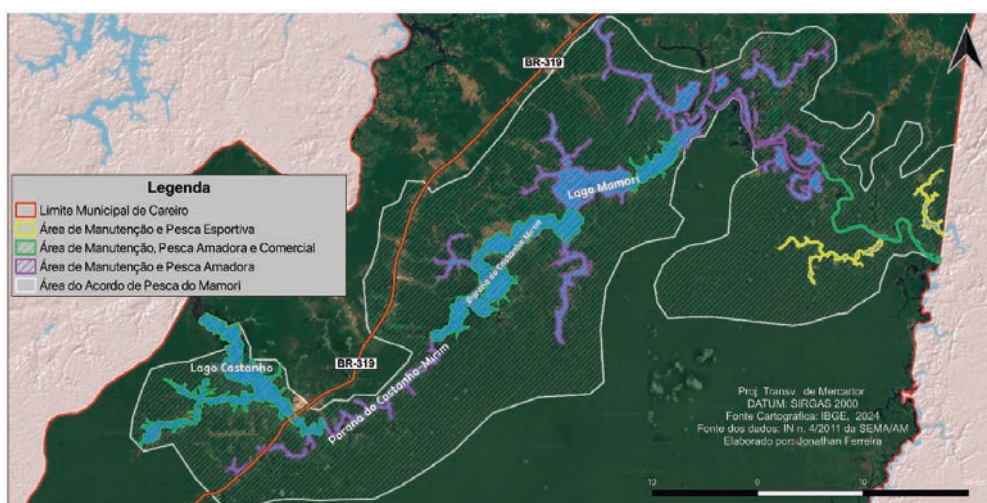 BR-319
BR-319
Legenda
Limite Municipal de Careiro
Área de Manutenção e Pesca Esportiva
Área de Manutenção, Pesca Amadora e Comercial
Área de Manutenção e Pesca Amadora
Área do Acordo de Pesca do Mamori
Lago Mamori
Paraná do Castanho Mirim
Lago Castanho
BR-319
Paraná do Castanho-Mirim
Proj. Transv. de Mercartor
DATUM: SIRGAS 2000
Fonte Cartográfica: IBGE, 2024
Fonte dos dados: IN n. 4/2011 da SEMA/AM
Elaborado por: Jonathan Ferreira
10 0 10